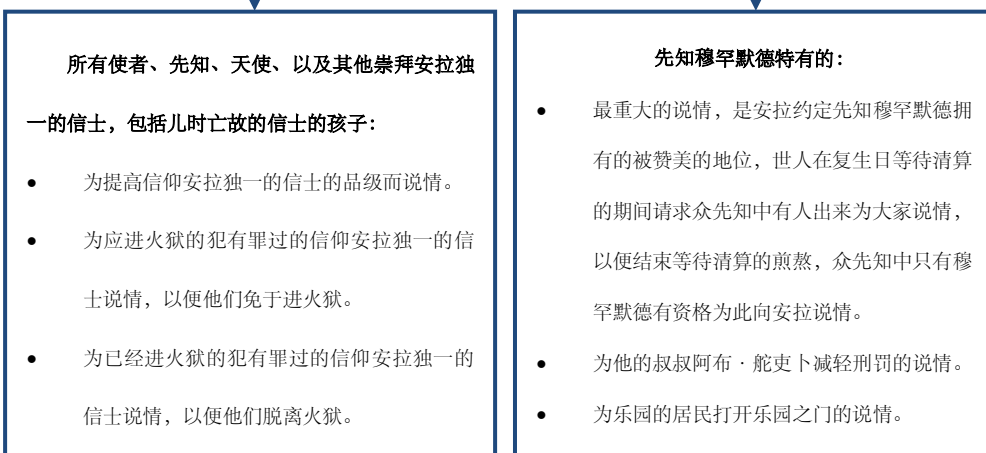 所有使者、先知、天使、以及其他崇拜安拉独
一的信士，包括儿时亡故的信士的孩子：
● 为提高信仰安拉独一的信士的品级而说情。
● 为应进火狱的犯有罪过的信仰安拉独一的信
士说情，以便他们免于进火狱。
● 为已经进火狱的犯有罪过的信仰安拉独一的
信士说情，以便他们脱离火狱。
先知穆罕默德特有的：
● 最重大的说情，是安拉约定先知穆罕默德拥
有的被赞美的地位，世人在复生日等待清算
的期间请求众先知中有人出来为大家说情，
以便结束等待清算的煎熬，众先知中只有穆
罕默德有资格为此向安拉说情。
● 为他的叔叔阿布·舵吏卜减轻刑罚的说情。
● 为乐园的居民打开乐园之门的说情。